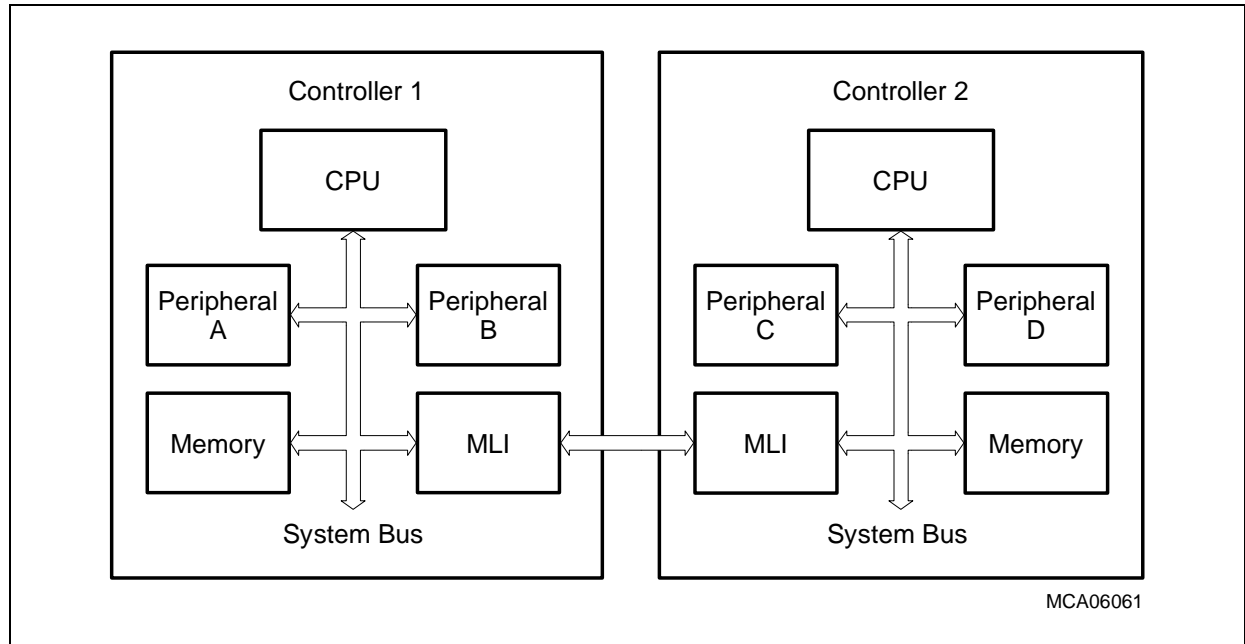 Controller 1
CPU
Peripheral
A
Peripheral
B
Memory
MLI
System Bus
Controller 2
CPU
Peripheral
C
Peripheral
D
MLI
Memory
System Bus
MCA06061